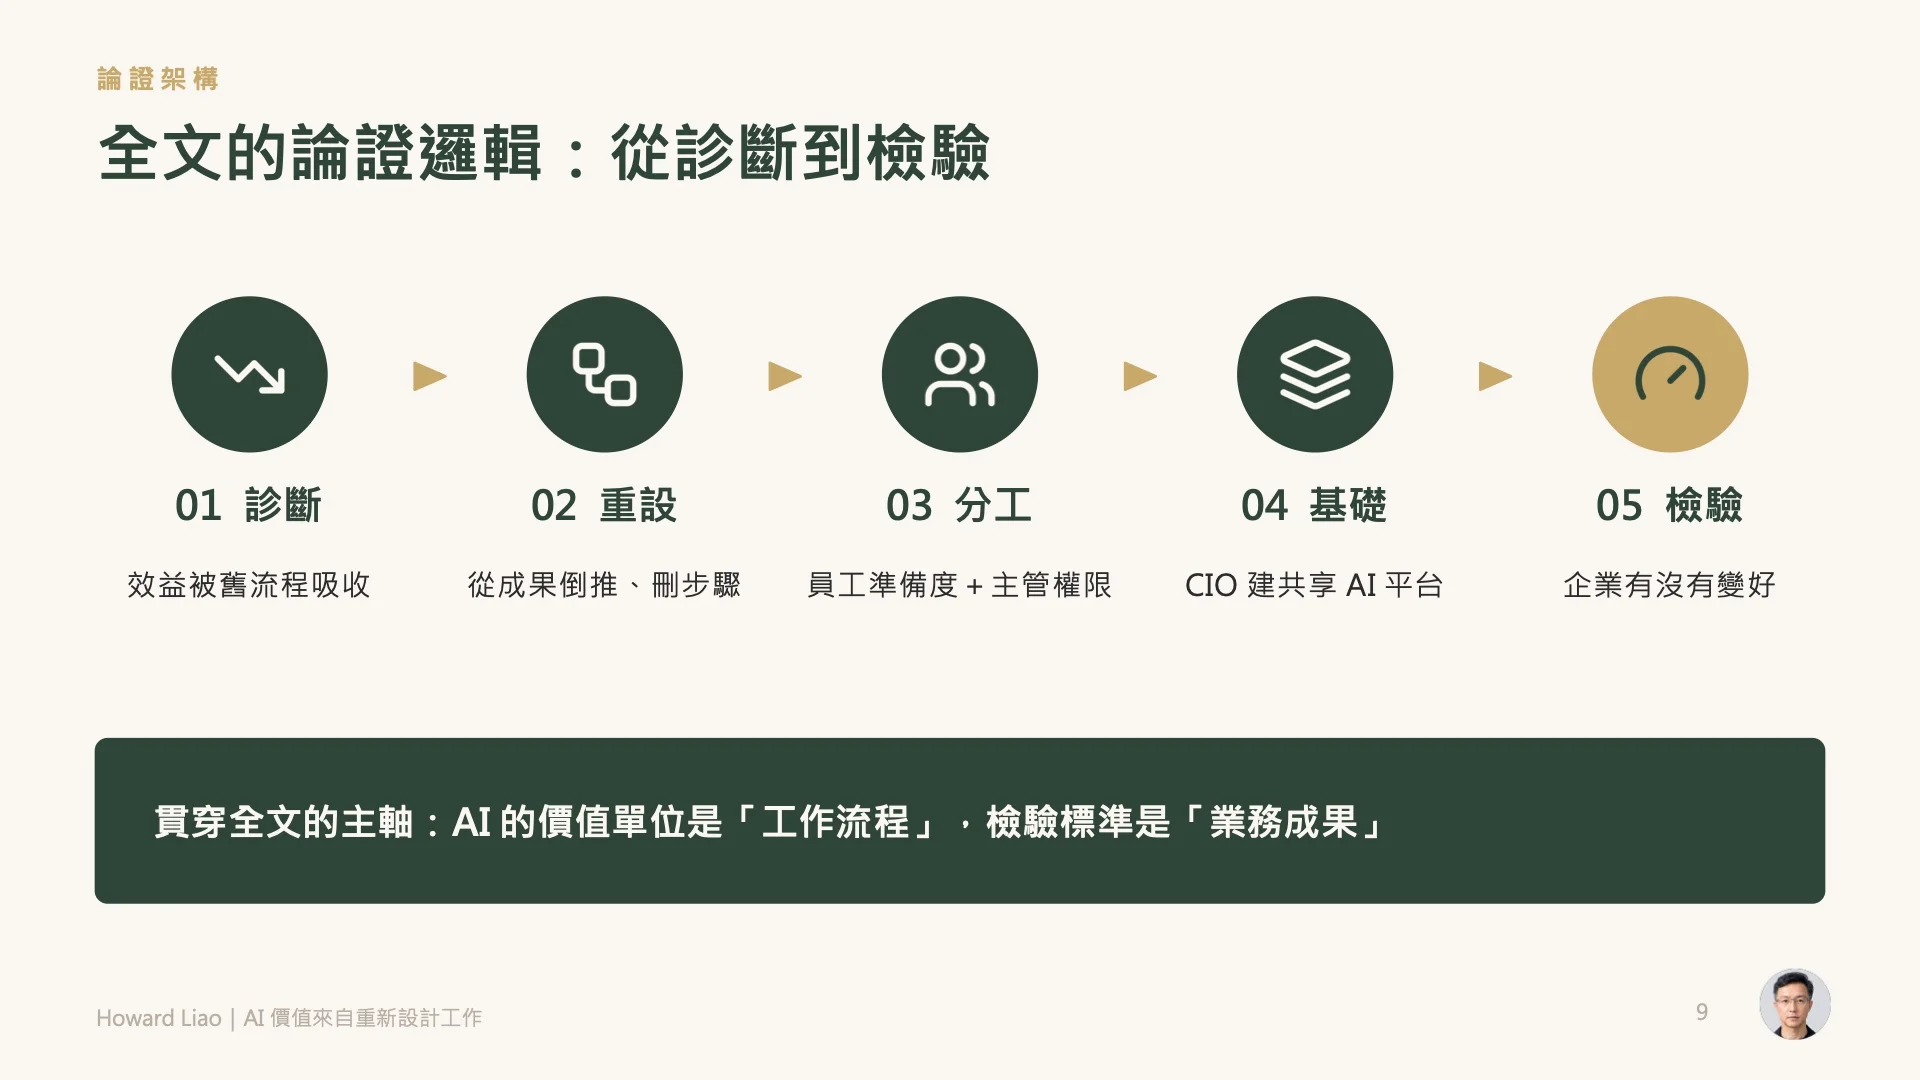 論證架構
全文的論證邏輯：從診斷到檢驗
01 診斷
效益被舊流程吸收
02 重設
從成果倒推、刪步驟
03 分工
員工準備度＋主管權限
04 基礎
CIO 建共享 AI 平台
05 檢驗
企業有沒有變好
貫穿全文的主軸：AI 的價值單位是「工作流程」，檢驗標準是「業務成果」
Howard Liao｜AI 價值來自重新設計工作
9